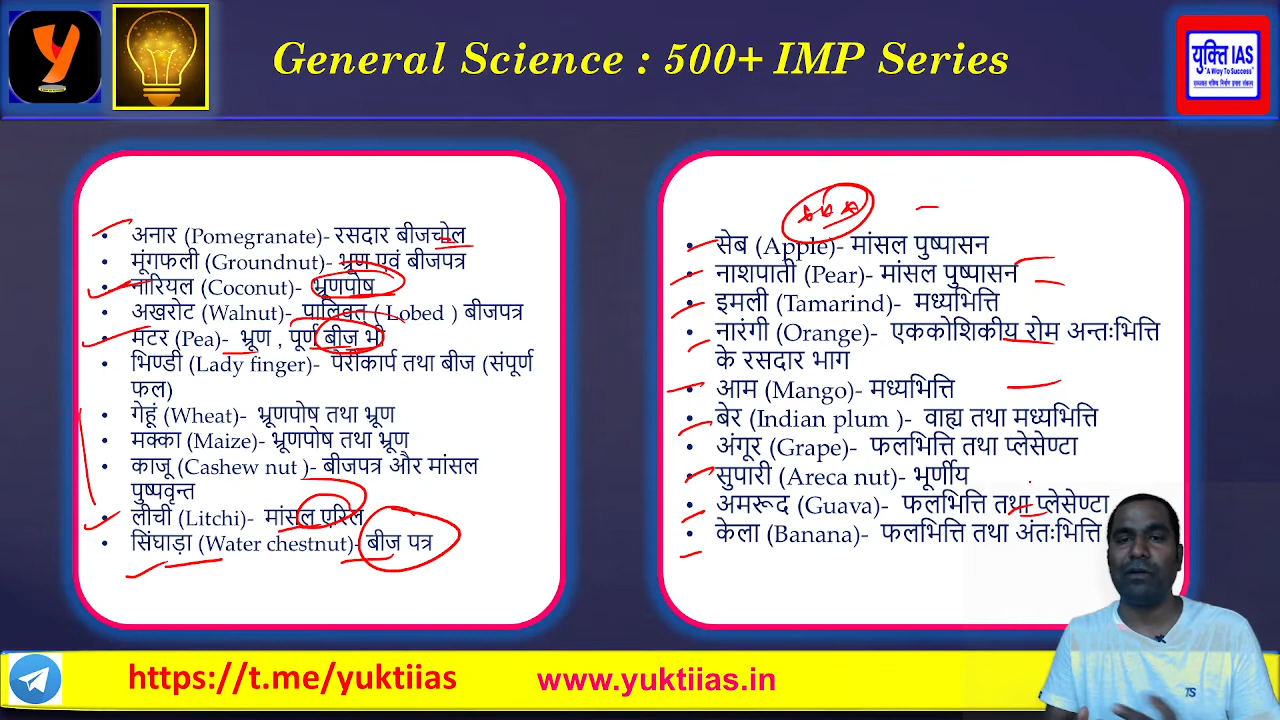 General Science : 500+ IMP Series
युक्ति IAS
"A Way To Success"
• अनार (Pomegranate)- रसदार बीजचोल
• मूंगफली (Groundnut)- भ्रूण एवं बीजपत्र
• नारियल (Coconut)- भ्रूणपोष
• अखरोट (Walnut)- पालिवत ( Lobed ) बीजपत्र
• मटर (Pea)- भ्रूण , पूर्ण बीज भी
• भिण्डी (Lady finger)- पेरीकार्प तथा बीज (संपूर्ण
फल)
• गेहूं (Wheat)- भ्रूणपोष तथा भ्रूण
• मक्का (Maize)- भ्रूणपोष तथा भ्रूण
• काजू (Cashew nut )- बीजपत्र और मांसल
पुष्पवृन्त
• लीची (Litchi)- मांसल एरिल
• सिंघाड़ा (Water chestnut)- बीज पत्र
• सेब (Apple)- मांसल पुष्पासन
• नाशपाती (Pear)- मांसल पुष्पासन
• इमली (Tamarind)- मध्यभित्ति
• नारंगी (Orange)- एककोशिकीय रोम अन्तःभित्ति
के रसदार भाग
• आम (Mango)- मध्यभित्ति
• बेर (Indian plum )- वाह्य तथा मध्यभित्ति
• अंगूर (Grape)- फलभित्ति तथा प्लेसेण्टा
• सुपारी (Areca nut)- भूर्णीय
• अमरूद (Guava)- फलभित्ति तथा प्लेसेण्टा
• केला (Banana)- फलभित्ति तथा अंतःभित्ति
https://t.me/yuktiias
www.yuktiias.in